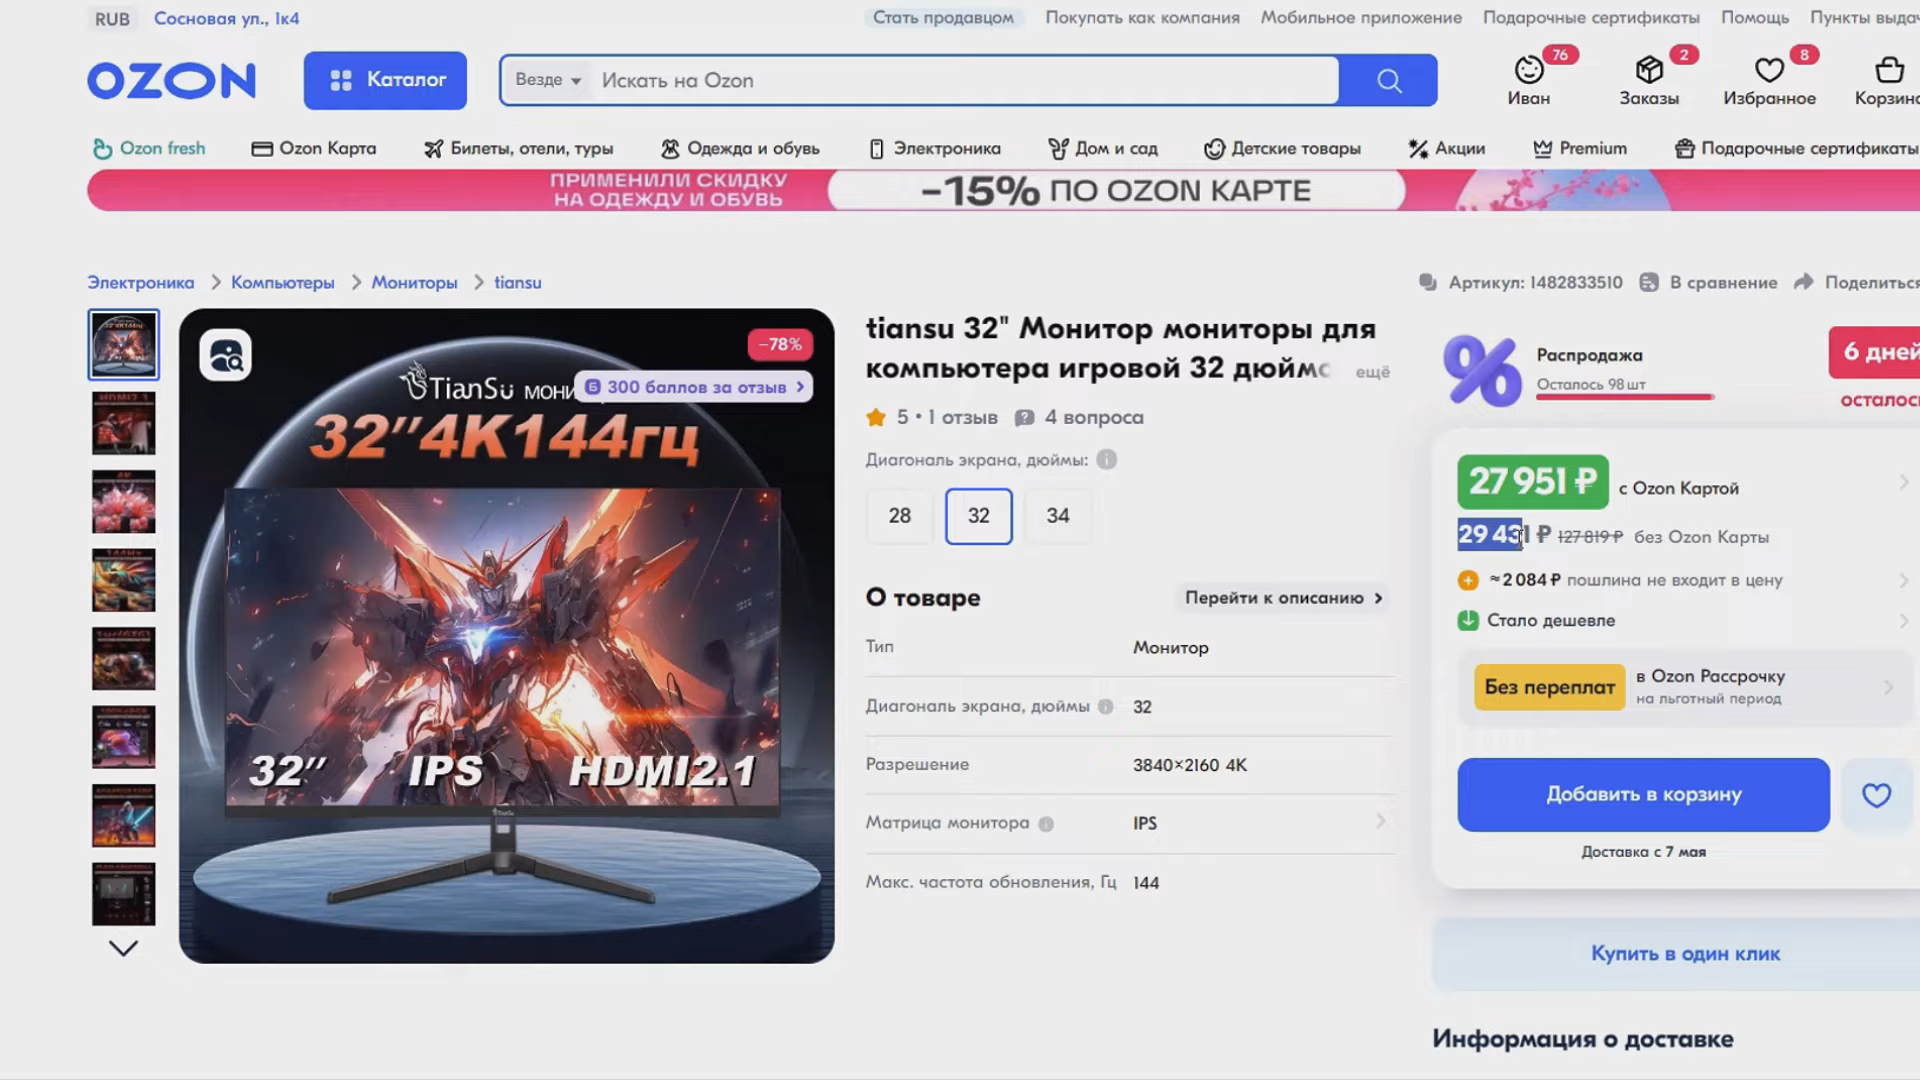 RUB Сосновая ул., 1к4 Стать продавцом Покупать как компания Мобильное приложение Подарочные сертификаты Помощь Пункты
OZON Каталог Везде Искать на Ozon 76 2 8
Иван Заказы Избранное
Ozon fresh Ozon Карта Билеты, отели, туры Одежда и обувь Электроника Дом и сад Детские товары Акции Premium Подарочные сертификаты
ПРИМЕНИЛИ СКИДКУ
НА ОДЕЖДУ И ОБУВЬ
-15% ПО OZON КАРТЕ
Электроника Компьютеры Мониторы tiansu
Артикул: 1482833510 В сравнение Поделиться
-78%
TianSu
300 баллов за отзыв
32″4K144гц
32″ IPS HDMI2.1
tiansu 32" Монитор мониторы для
компьютера игровой 32 ещё
5 • 1 отзыв 4 вопроса
Диагональ экрана, дюймы:
28 32 34
О товаре Перейти к описанию
Тип Монитор
Диагональ экрана, дюймы 32
Разрешение 3840×2160 4K
Матрица монитора IPS
Макс. частота обновления, Гц 144
Распродажа
Осталось 98 шт
6 дней
27 951 ₽ с Ozon Картой
29 431 ₽ 127 819 ₽ без Ozon Карты
≈ 2 084 ₽ пошлина не входит в цену
Стало дешевле
Без переплат в Ozon Рассрочку
на льготный период
Добавить в корзину
Доставка с 7 мая
Купить в один клик
Информация о доставке